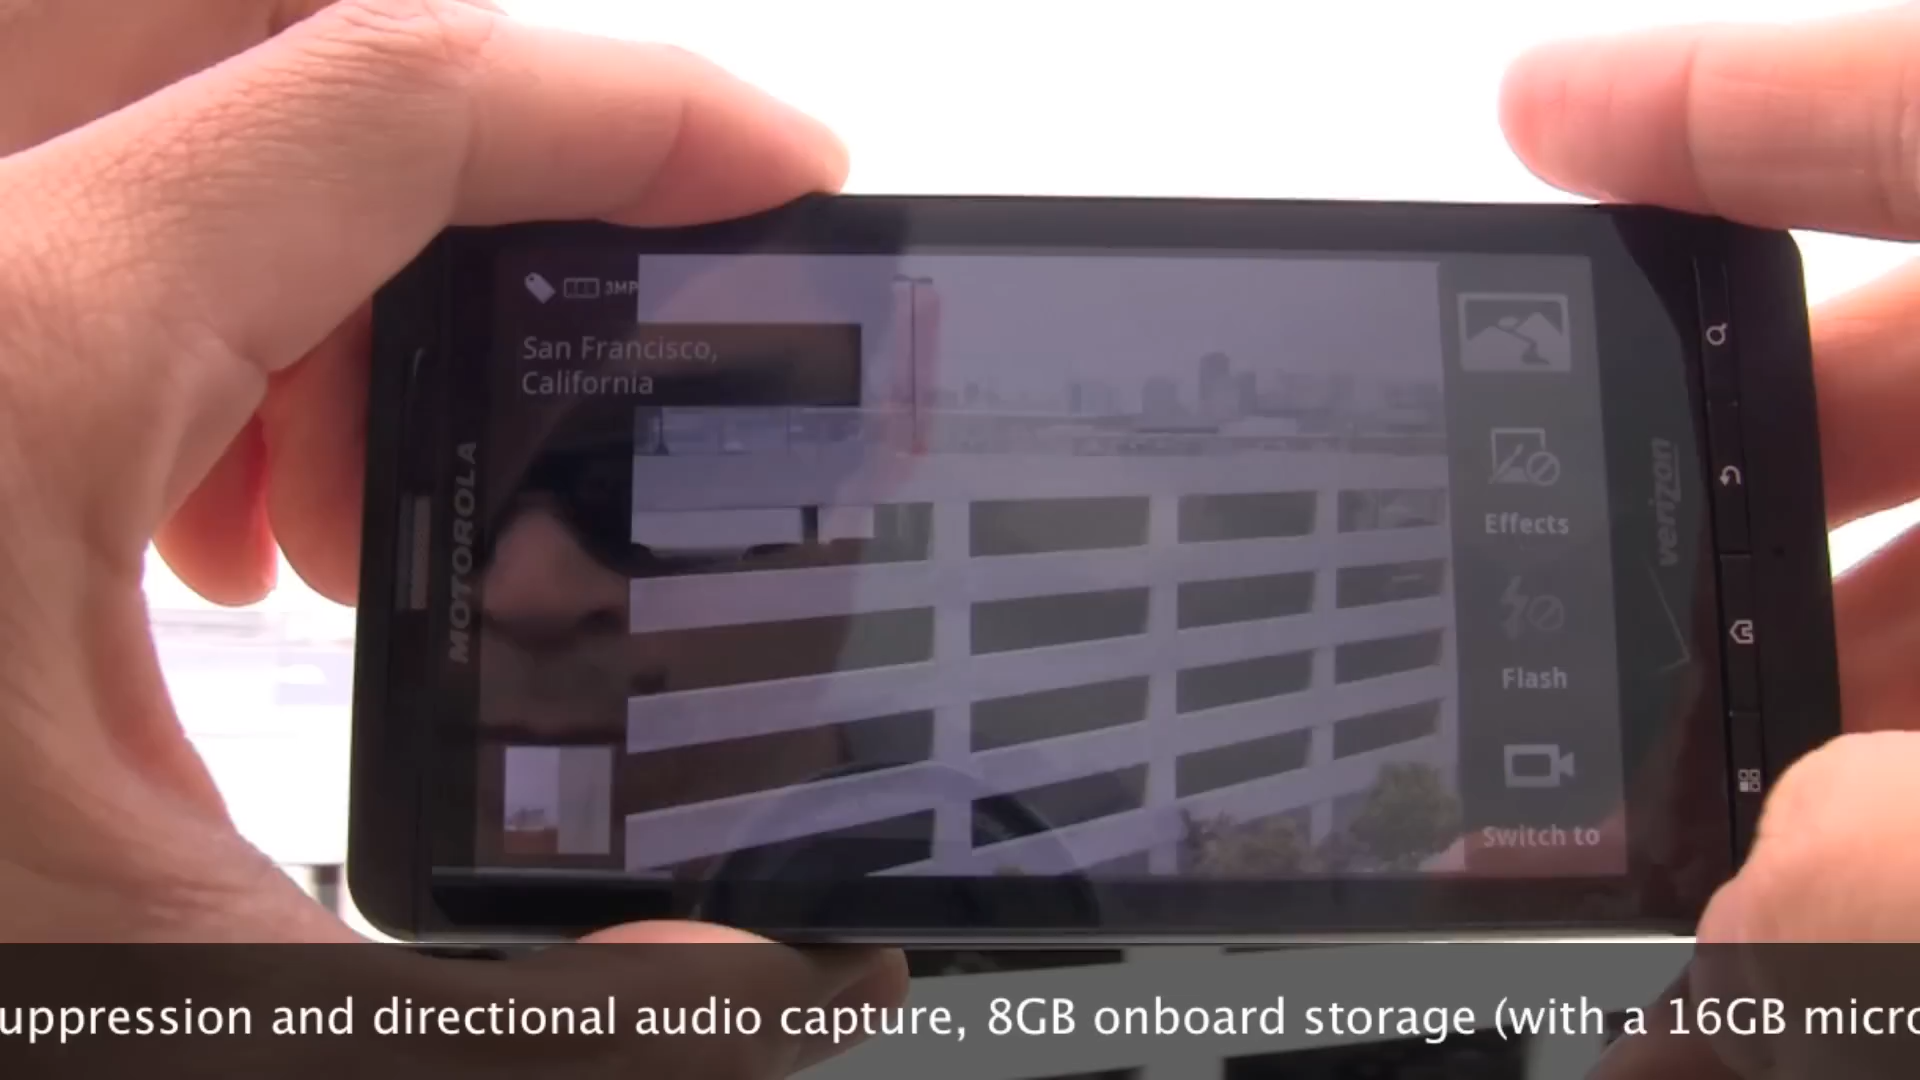 3MP
San Francisco,
California
MOTOROLA
Effects
verizon
Flash
Switch to
uppression and directional audio capture, 8GB onboard storage (with a 16GB micro